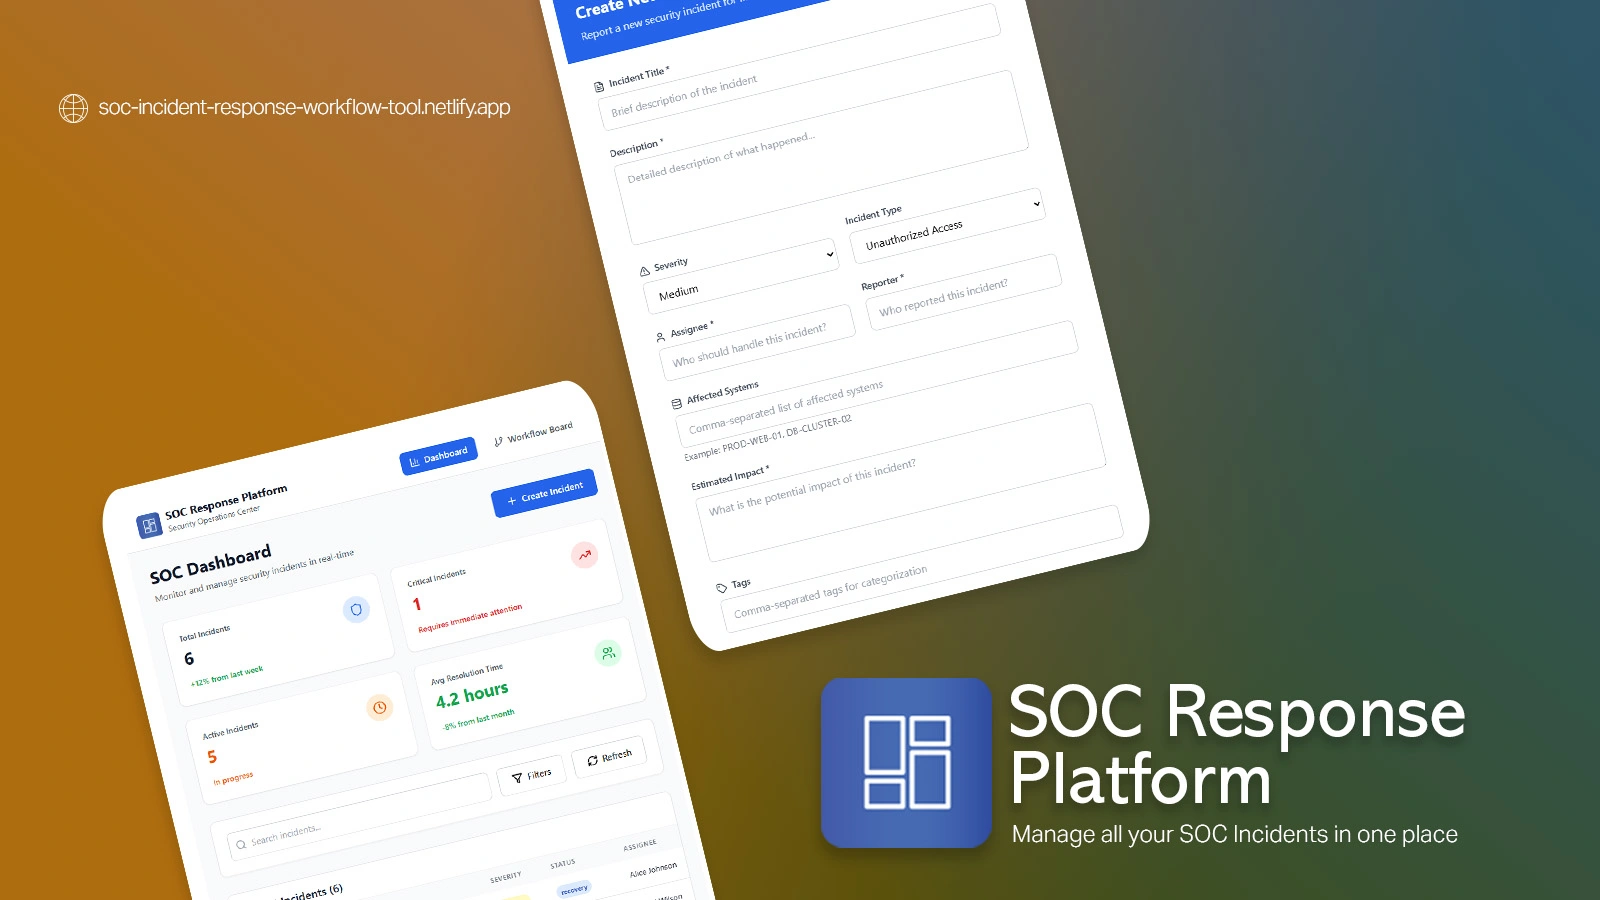 soc-incident-response-workflow-tool.netlify.app
Create
Report a new security incident for
Incident Title *
Brief description of the incident
Description *
Detailed description of what happened...
Severity
Medium
Incident Type
Unauthorized Access
Assignee *
Who should handle this incident?
Reporter *
Who reported this incident?
Affected Systems
Comma-separated list of affected systems
Example: PROD-WEB-01, DB-CLUSTER-02
Estimated Impact *
What is the potential impact of this incident?
Tags
Comma-separated tags for categorization
SOC Response Platform
Security Operations Center
Dashboard
Workflow Board
SOC Dashboard
Monitor and manage security incidents in real-time
Create Incident
Total Incidents
6
+12% from last week
Critical Incidents
1
Requires immediate attention
Active Incidents
5
In progress
Avg Resolution Time
4.2 hours
-8% from last month
Search incidents...
Filters
Refresh
Incidents (6)
SEVERITY
STATUS
ASSIGNEE
recovery
Alice Johnson
Wilson
SOC Response
Platform
Manage all your SOC Incidents in one place